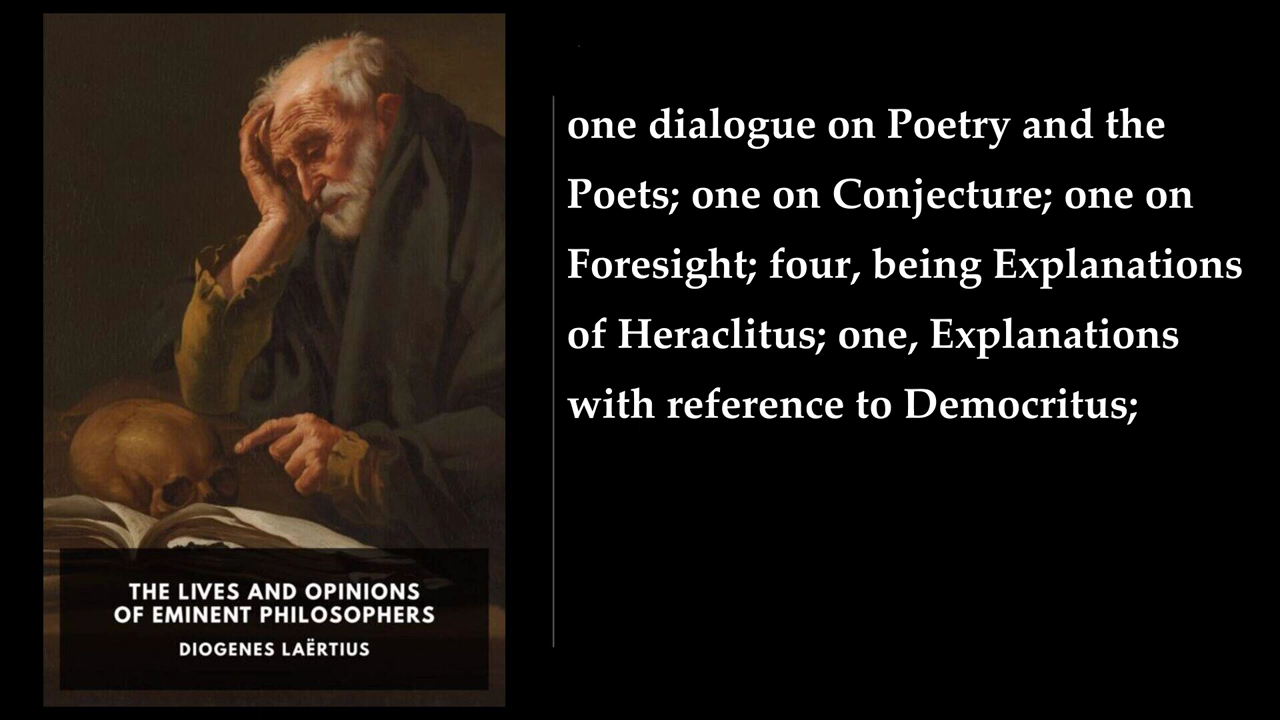 THE LIVES AND OPINIONS
OF EMINENT PHILOSOPHERS
DIOGENES LAËRTIUS
one dialogue on Poetry and the
Poets; one on Conjecture; one on
Foresight; four, being Explanations
of Heraclitus; one, Explanations
with reference to Democritus;